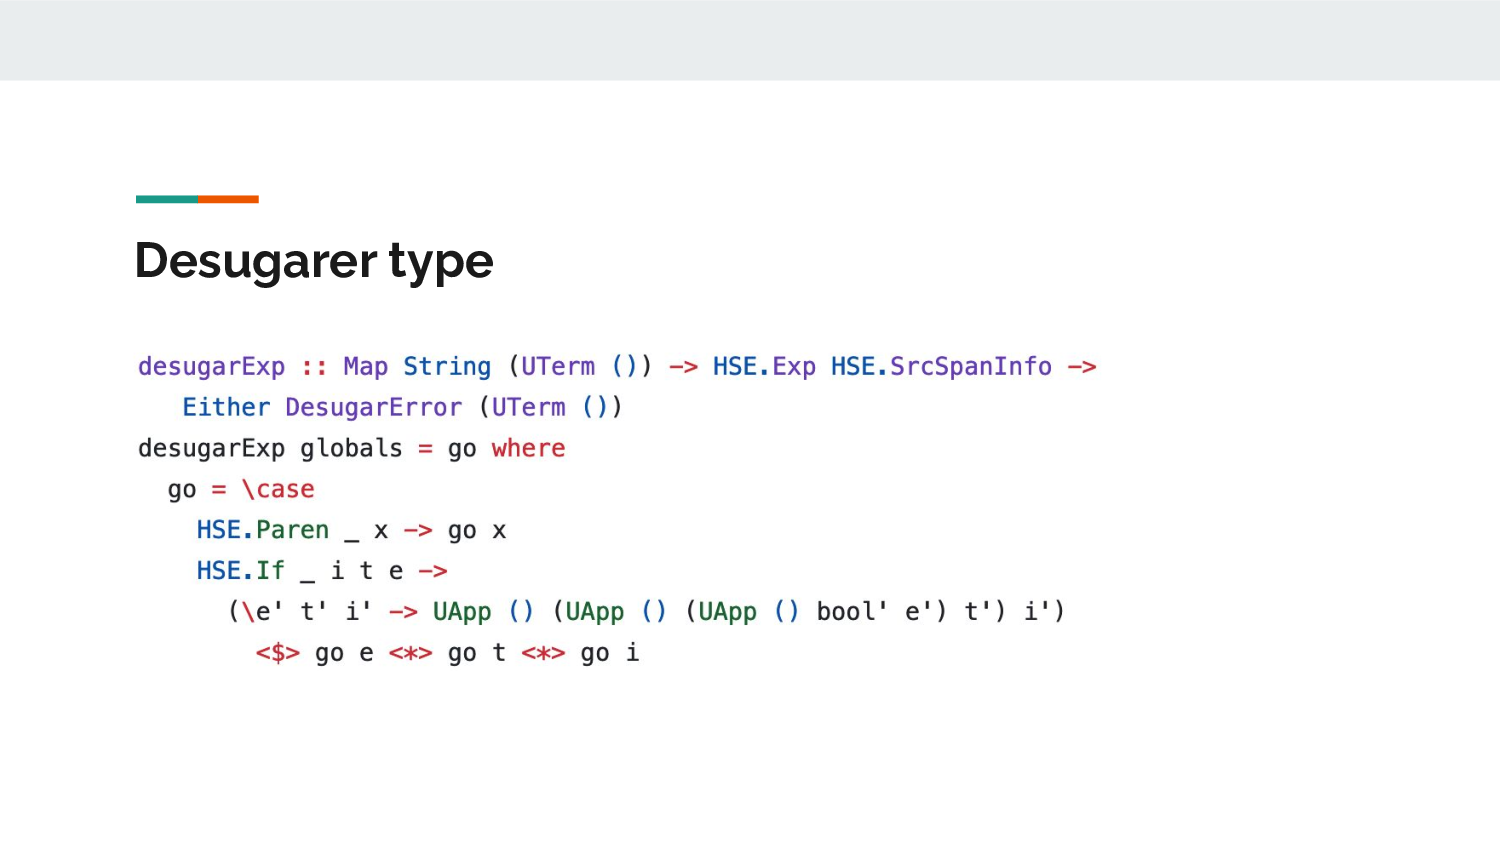 Desugarer type
desugarExp :: Map String (UTerm ()) -> HSE.Exp HSE.SrcSpanInfo ->
Either DesugarError (UTerm ())
desugarExp globals = go where
go = \case
HSE.Paren _ x -> go x
HSE.If _ i t e ->
(\e' t' i' -> UApp () (UApp () (UApp () bool' e') t') i')
<$> go e <*> go t <*> go i